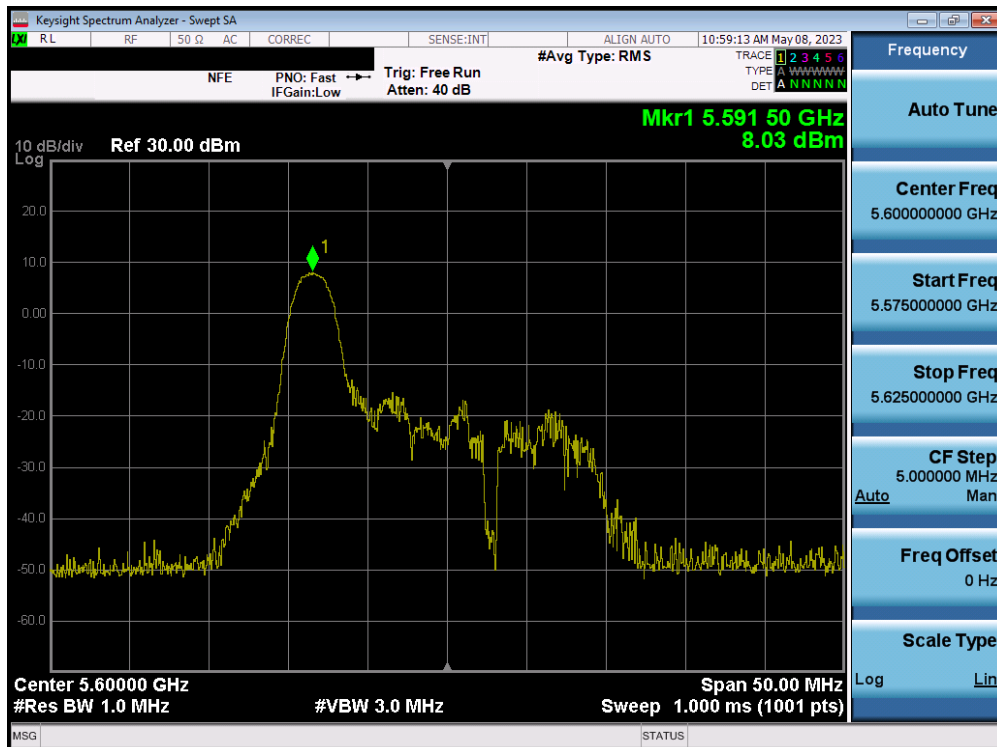 Keysight Spectrum Analyzer - Swept SA
LXI RL RF 50 Ω AC CORREC SENSE:INT ALIGN AUTO 10:59:13 AM May 08, 2023
Frequency
NFE PNO: Fast Trig: Free Run #Avg Type: RMS TRACE 1 2 3 4 5 6
IFGain:Low Atten: 40 dB TYPE A WWWWW
DET A N N N N N
Auto Tune
Mkr1 5.591 50 GHz
8.03 dBm
10 dB/div Ref 30.00 dBm
Log
1
20.0
10.0
0.00
-10.0
-20.0
-30.0
-40.0
-50.0
-60.0
Center 5.60000 GHz Span 50.00 MHz
#Res BW 1.0 MHz #VBW 3.0 MHz Sweep 1.000 ms (1001 pts)
Center Freq
5.600000000 GHz
Start Freq
5.575000000 GHz
Stop Freq
5.625000000 GHz
CF Step
5.000000 MHz
Auto Man
Freq Offset
0 Hz
Scale Type
Log Lin
MSG STATUS